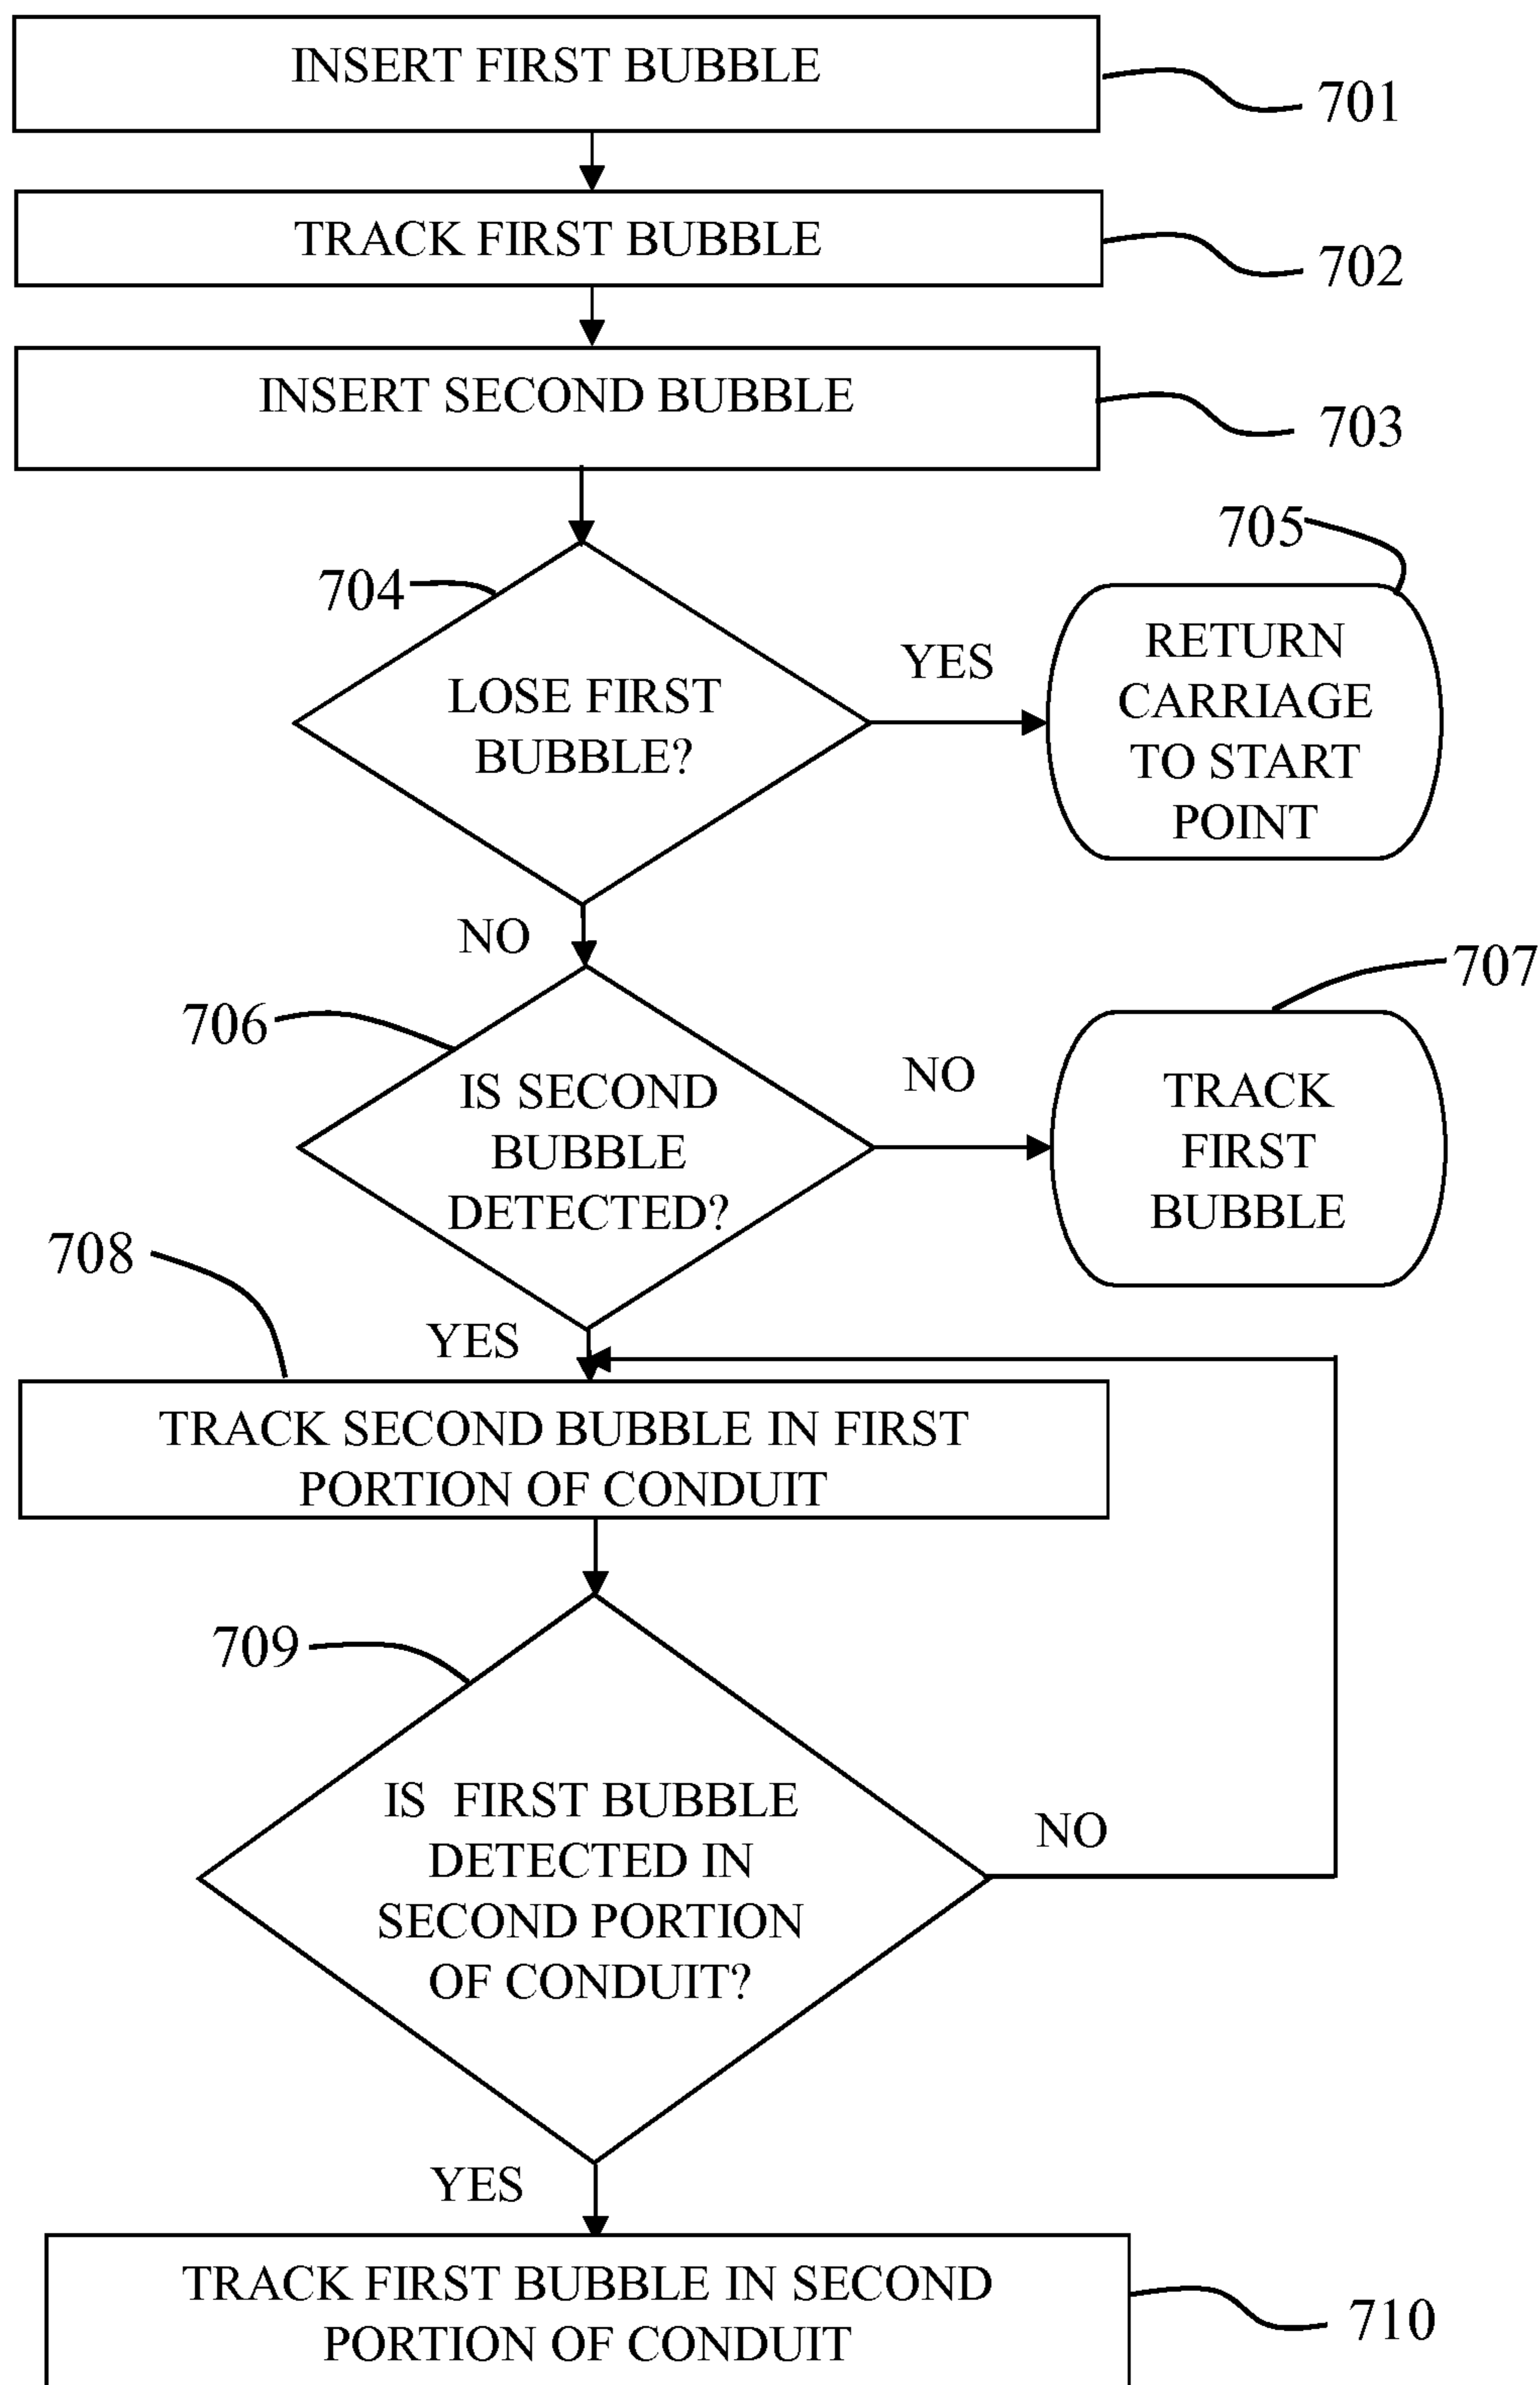 INSERT FIRST BUBBLE
701
TRACK FIRST BUBBLE
702
INSERT SECOND BUBBLE
703
704
LOSE FIRST
BUBBLE?
YES
705
RETURN
CARRIAGE
TO START
POINT
NO
706
IS SECOND
BUBBLE
DETECTED?
NO
707
TRACK
FIRST
BUBBLE
YES
708
TRACK SECOND BUBBLE IN FIRST
PORTION OF CONDUIT
709
IS FIRST BUBBLE
DETECTED IN
SECOND PORTION
OF CONDUIT?
NO
YES
TRACK FIRST BUBBLE IN SECOND
PORTION OF CONDUIT
710